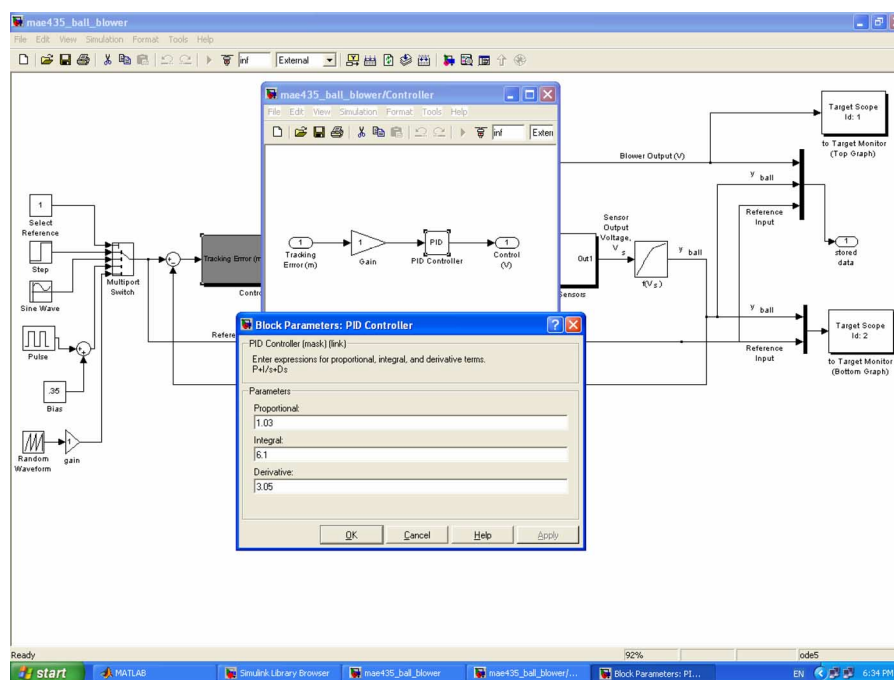 mae435_ball_blower
File Edit View Simulation Format Tools Help
inf External
mae435_ball_blower/Controller
File Edit View Simulation Format Tools Help
inf Extern
1
Tracking
Error (m)
1
Gain
PID
PID Controller
1
Control
(V)
1
Select
Reference
Step
Sine Wave
Pulse
.35
Bias
Random
Waveform
1
gain
Multiport
Switch
Tracking Error (m
Contro
Refere
Blower Output (V)
Target Scope
Id: 1
to Target Monitor
(Top Graph)
y ball
Reference
Input
1
stored
data
Sensor
Output
Voltage,
V s
Out1
Sensors
f(V s )
y ball
y ball
Reference
Input
Target Scope
Id: 2
to Target Monitor
(Bottom Graph)
Block Parameters: PID Controller
PID Controller (mask) (link)
Enter expressions for proportional, integral, and derivative terms.
P+I/s+Ds
Parameters
Proportional:
1.03
Integral:
6.1
Derivative:
3.05
OK Cancel Help Apply
Ready 92% ode5
start MATLAB Simulink Library Browser mae435_ball_blower mae435_ball_blower/... Block Parameters: PI... EN 6:34 PM